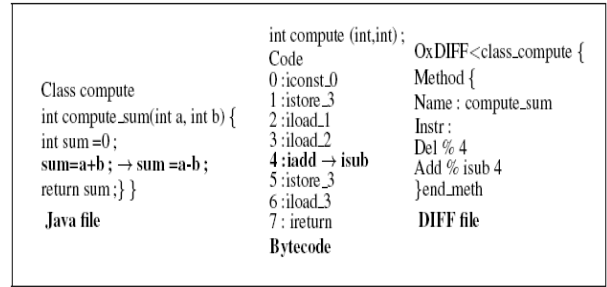 Class compute
int compute_sum(int a, int b) {
int sum =0 ;
sum=a+b ; → sum =a-b ;
return sum ;} }
Java file
int compute (int,int) ;
Code
0 :iconst_0
1 :istore_3
2 :iload_1
3 :iload_2
4 :iadd → isub
5 :istore_3
6 :iload_3
7 : ireturn
Bytecode
OxDIFF<class_compute {
Method {
Name : compute_sum
Instr :
Del % 4
Add % isub 4
}end_meth
DIFF file